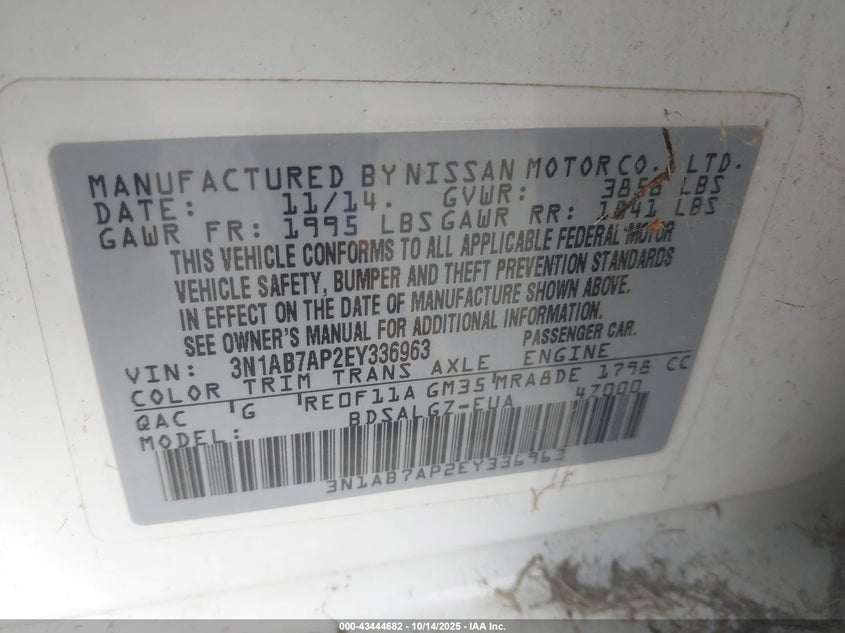 MANUFACTURED BY NISSAN MOTOR CO., LTD.
DATE: 11/14. GVWR: 3858 LBS
GAWR FR: 1995 LBS GAWR RR: 1841 LBS
THIS VEHICLE CONFORMS TO ALL APPLICABLE FEDERAL MOTOR
VEHICLE SAFETY, BUMPER AND THEFT PREVENTION STANDARDS
IN EFFECT ON THE DATE OF MANUFACTURE SHOWN ABOVE.
SEE OWNER'S MANUAL FOR ADDITIONAL INFORMATION.
VIN: 3N1AB7AP2EY336963 PASSENGER CAR.
COLOR TRIM TRANS AXLE ENGINE
QAC G RE0F11A GM35 MRA8DE 1798 CC
MODEL: BDSALGZ-EUA 47000
3N1AB7AP2EY336963
000-43444682 - 10/14/2025 - IAA Inc.